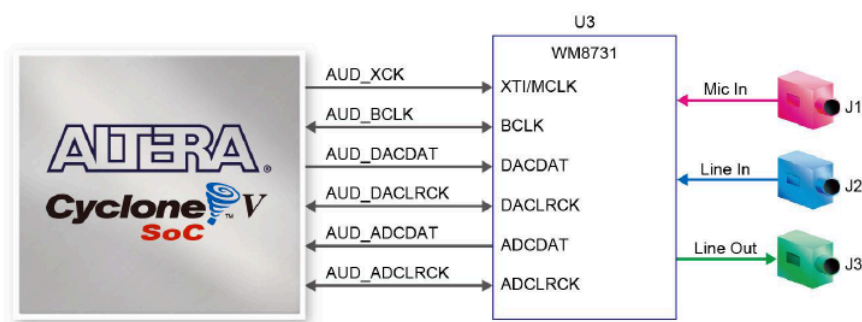 U3
WM8731
AUD_XCK
XTI/MCLK
AUD_BCLK
BCLK
AUD_DACDAT
DACDAT
AUD_DACLRCK
DACLRCK
AUD_ADCDAT
ADCDAT
AUD_ADCLRCK
ADCLRCK
ALTERA.
Cyclone V
SoC
™
Mic In
J1
Line In
J2
Line Out
J3